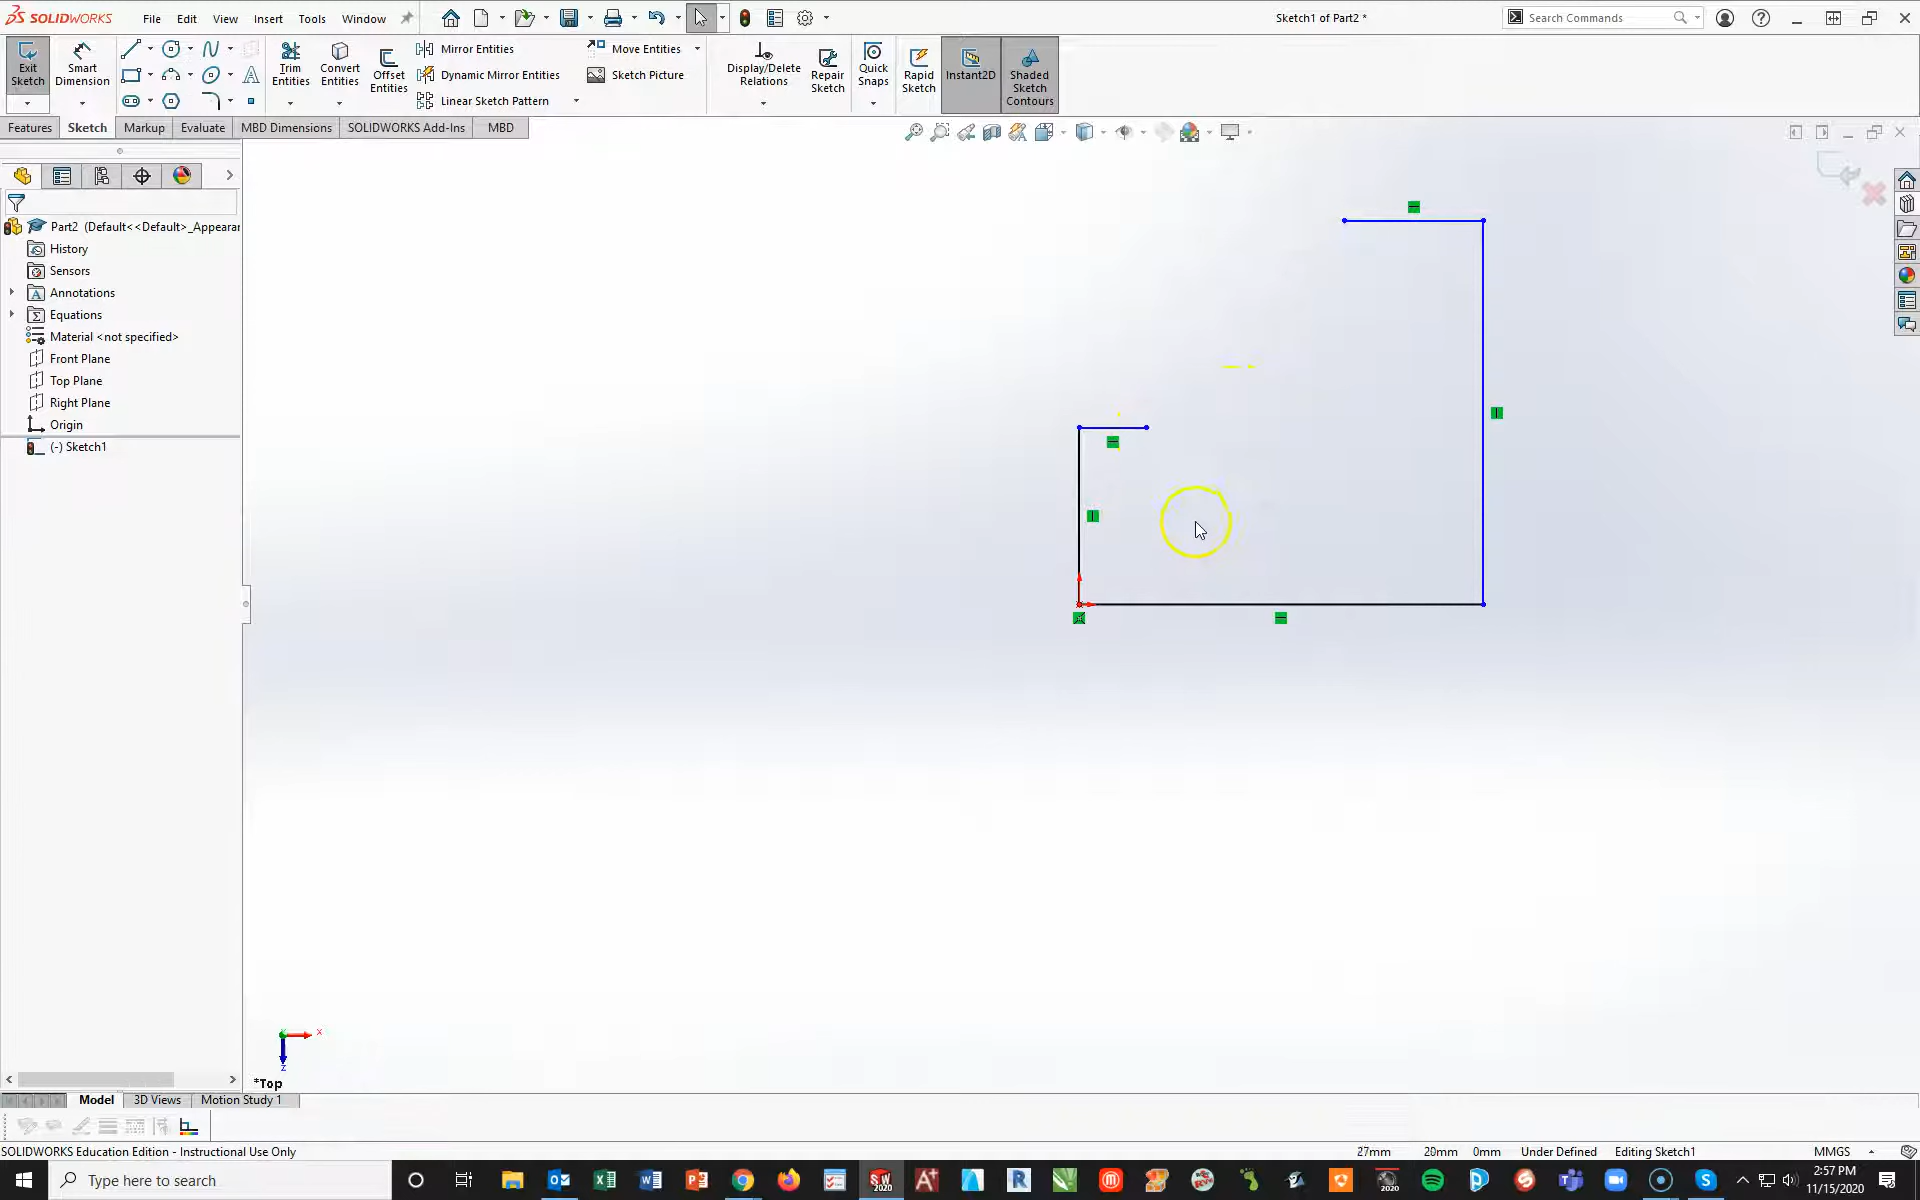 SOLIDWORKS File Edit View Insert Tools Window Sketch1 of Part2 * Search Commands
Exit Sketch
Smart Dimension
Trim Entities
Convert Entities
Offset Entities
Mirror Entities
Dynamic Mirror Entities
Linear Sketch Pattern
Move Entities
Sketch Picture
Display/Delete Relations
Repair Sketch
Quick Snaps
Rapid Sketch
Instant2D
Shaded Sketch Contours
Features Sketch Markup Evaluate MBD Dimensions SOLIDWORKS Add-Ins MBD
Part2 (Default<<Default>_Appearar
History
Sensors
Annotations
Equations
Material <not specified>
Front Plane
Top Plane
Right Plane
Origin
(-) Sketch1
X
Z
*Top
Model 3D Views Motion Study 1
SOLIDWORKS Education Edition - Instructional Use Only 27mm 20mm 0mm Under Defined Editing Sketch1 MMGS
Type here to search
2:57 PM
11/15/2020